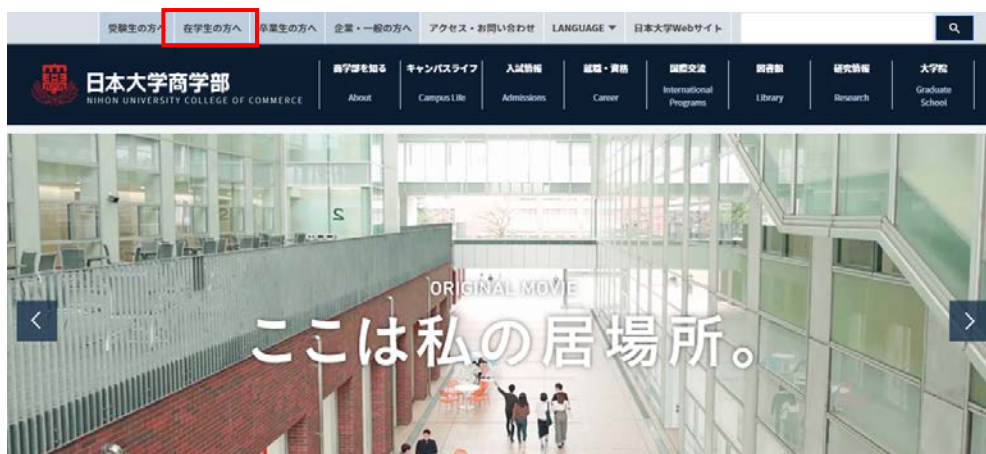 受験生の方へ 在学生の方へ 卒業生の方へ 企業・一般の方へ アクセス・お問い合わせ LANGUAGE ▼ 日本大学Webサイト
商学部を知る キャンパスライフ 入試情報 就職・資格 国際交流 図書館 研究情報 大学院
日本大学商学部
NIHON UNIVERSITY COLLEGE OF COMMERCE
About Campus Life Admissions Career International Programs Library Research Graduate School
2
ORIGINAL MOVIE
ここは私の居場所。